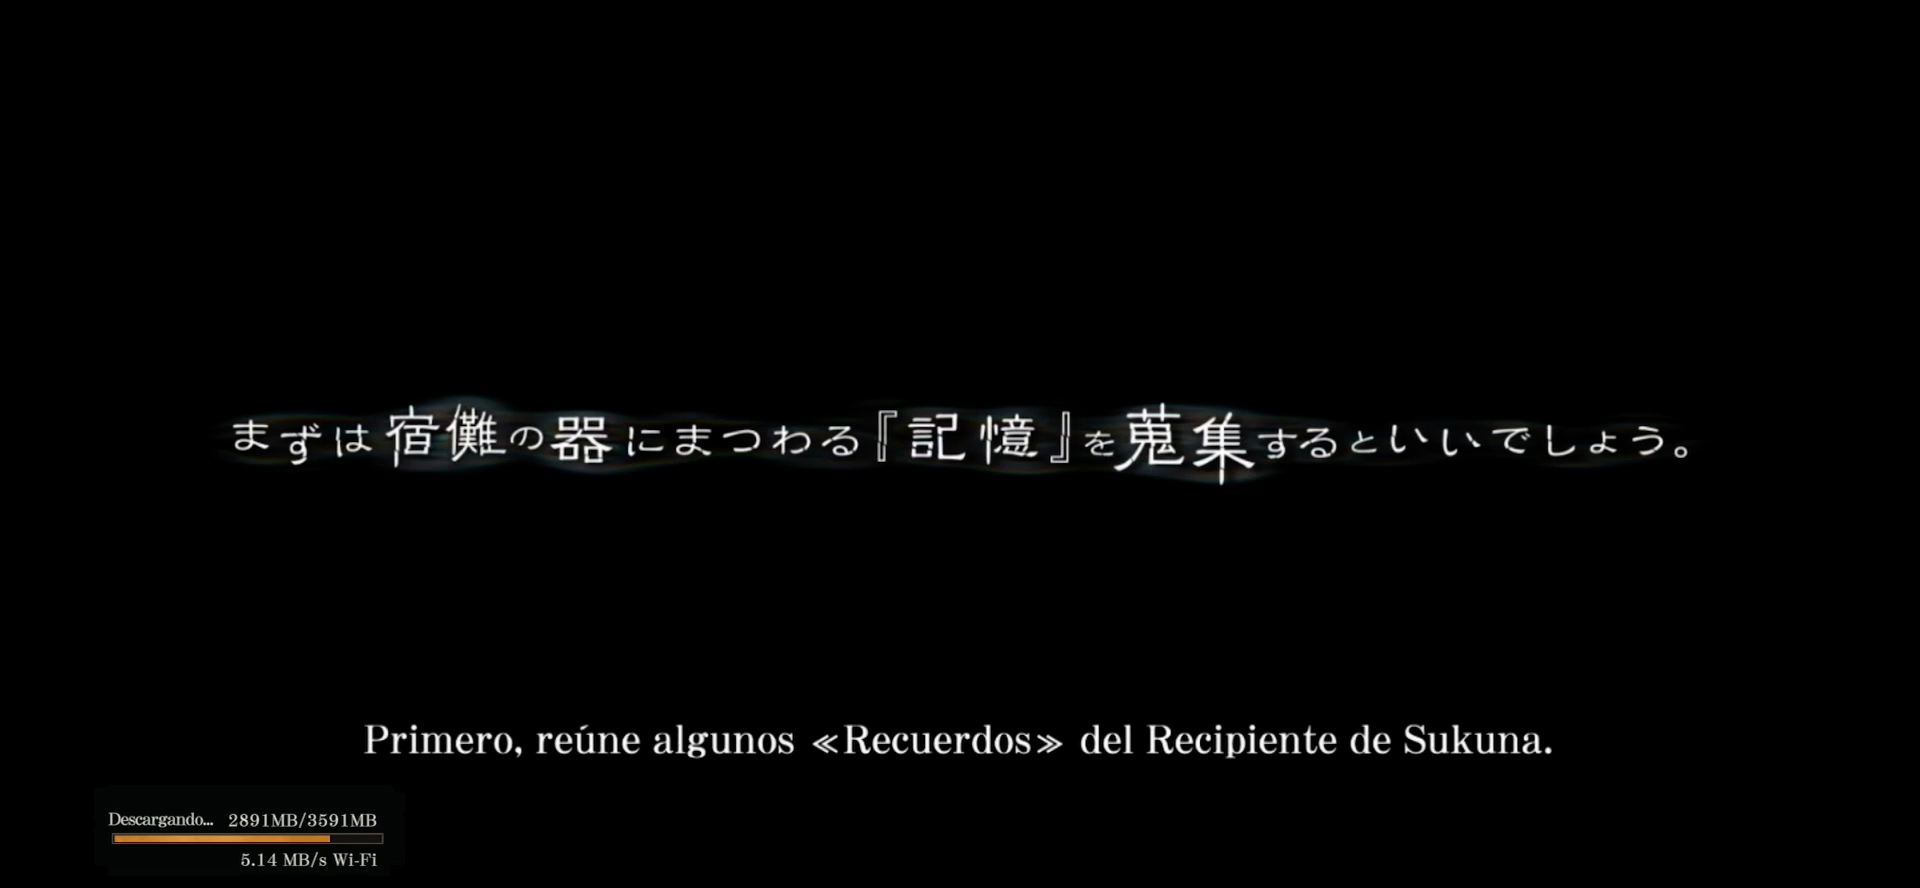 まずは宿儺の器にまつわる『記憶』を蒐集するといいでしょう。
Primero, reúne algunos ≪Recuerdos≫ del Recipiente de Sukuna.
Descargando... 2891MB/3591MB
5.14 MB/s Wi-Fi